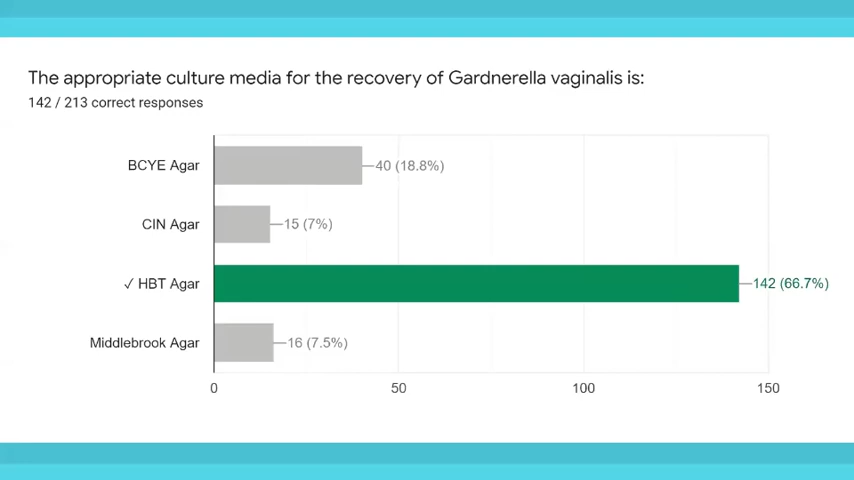 The appropriate culture media for the recovery of Gardnerella vaginalis is:
142 / 213 correct responses
BCYE Agar
40 (18.8%)
CIN Agar
15 (7%)
✓ HBT Agar
142 (66.7%)
Middlebrook Agar
16 (7.5%)
0 50 100 150